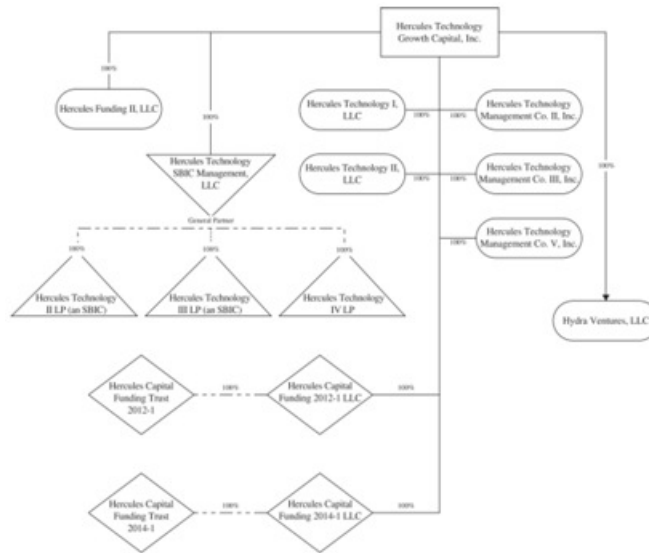 Hercules Technology
Growth Capital, Inc.
100%
Hercules Funding II, LLC
100%
Hercules Technology
SBIC Management,
LLC
General Partner
100%
100%
100%
Hercules Technology
II LP (an SBIC)
Hercules Technology
III LP (an SBIC)
Hercules Technology
IV LP
Hercules Technology I,
LLC
100%
100%
Hercules Technology
Management Co. II, Inc.
Hercules Technology II,
LLC
100%
100%
Hercules Technology
Management Co. III, Inc.
100%
Hercules Technology
Management Co. V, Inc.
100%
Hydra Ventures, LLC
Hercules Capital
Funding Trust
2012-1
100%
Hercules Capital
Funding 2012-1 LLC
100%
Hercules Capital
Funding Trust
2014-1
100%
Hercules Capital
Funding 2014-1 LLC
100%